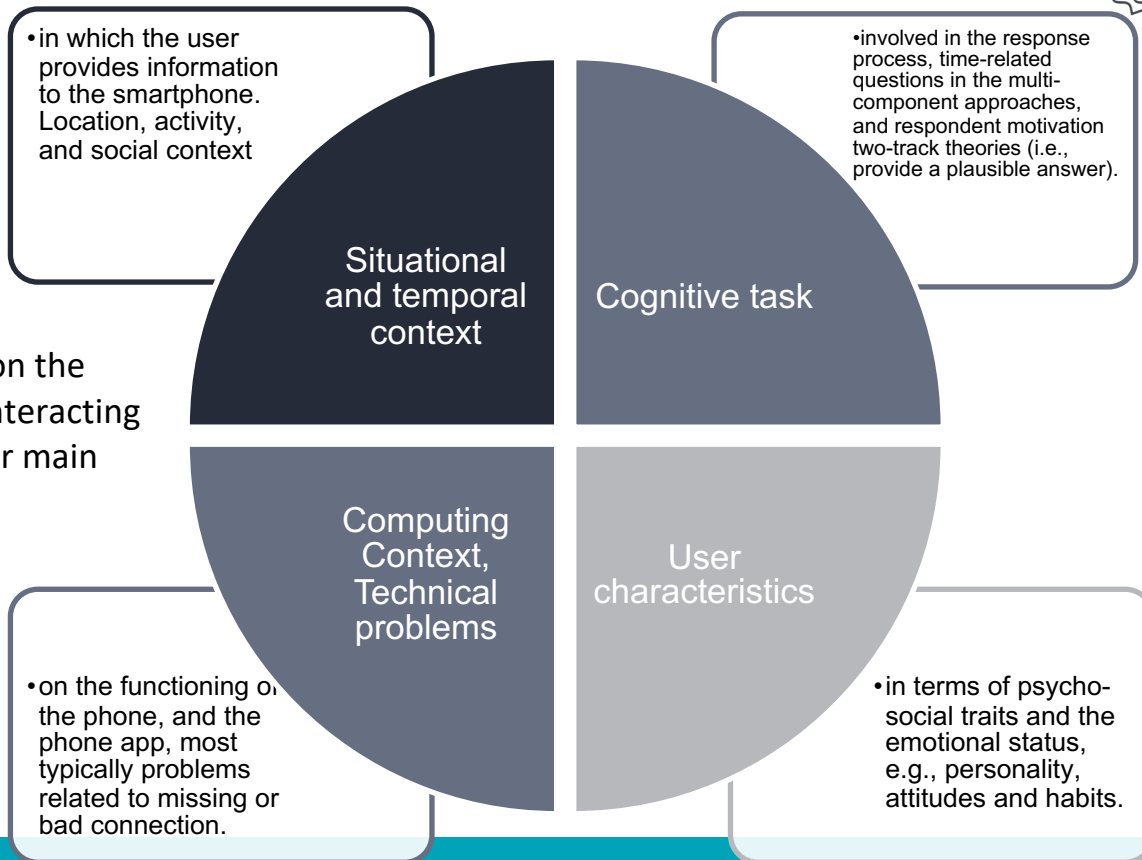 •in which the user
provides information
to the smartphone.
Location, activity,
and social context
•involved in the response
process, time-related
questions in the multi-
component approaches,
and respondent motivation
two-track theories (i.e.,
provide a plausible answer).
Situational
and temporal
context
Cognitive task
on the
nteracting
r main
Computing
Context,
Technical
problems
User
characteristics
•on the functioning of
the phone, and the
phone app, most
typically problems
related to missing or
bad connection.
•in terms of psycho-
social traits and the
emotional status,
e.g., personality,
attitudes and habits.